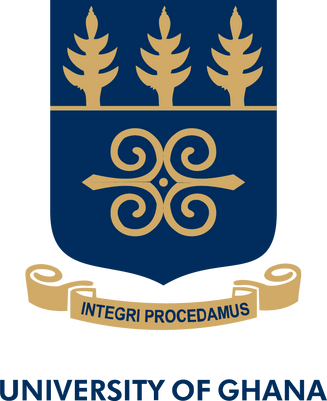 INTEGRI PROCEDAMUS
UNIVERSITY OF GHANA